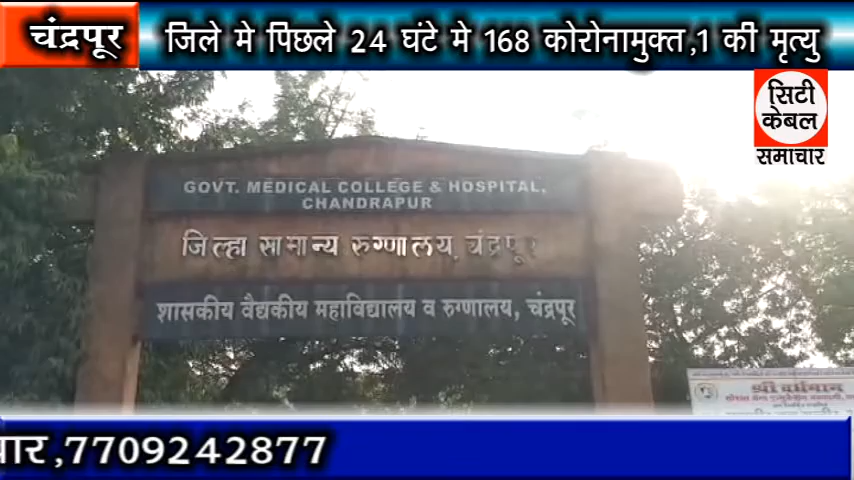 चंद्रपूर
जिले मे पिछले 24 घंटे मे 168 कोरोनामुक्त,1 की मृत्यु
सिटी
केबल
समाचार
GOVT. MEDICAL COLLEGE & HOSPITAL,
CHANDRAPUR
जिल्हा सामान्य रुग्णालय, चंद्रपूर
शासकीय वैद्यकीय महाविद्यालय व रुग्णालय, चंद्रपूर
श्री वर्धमान
,7709242877